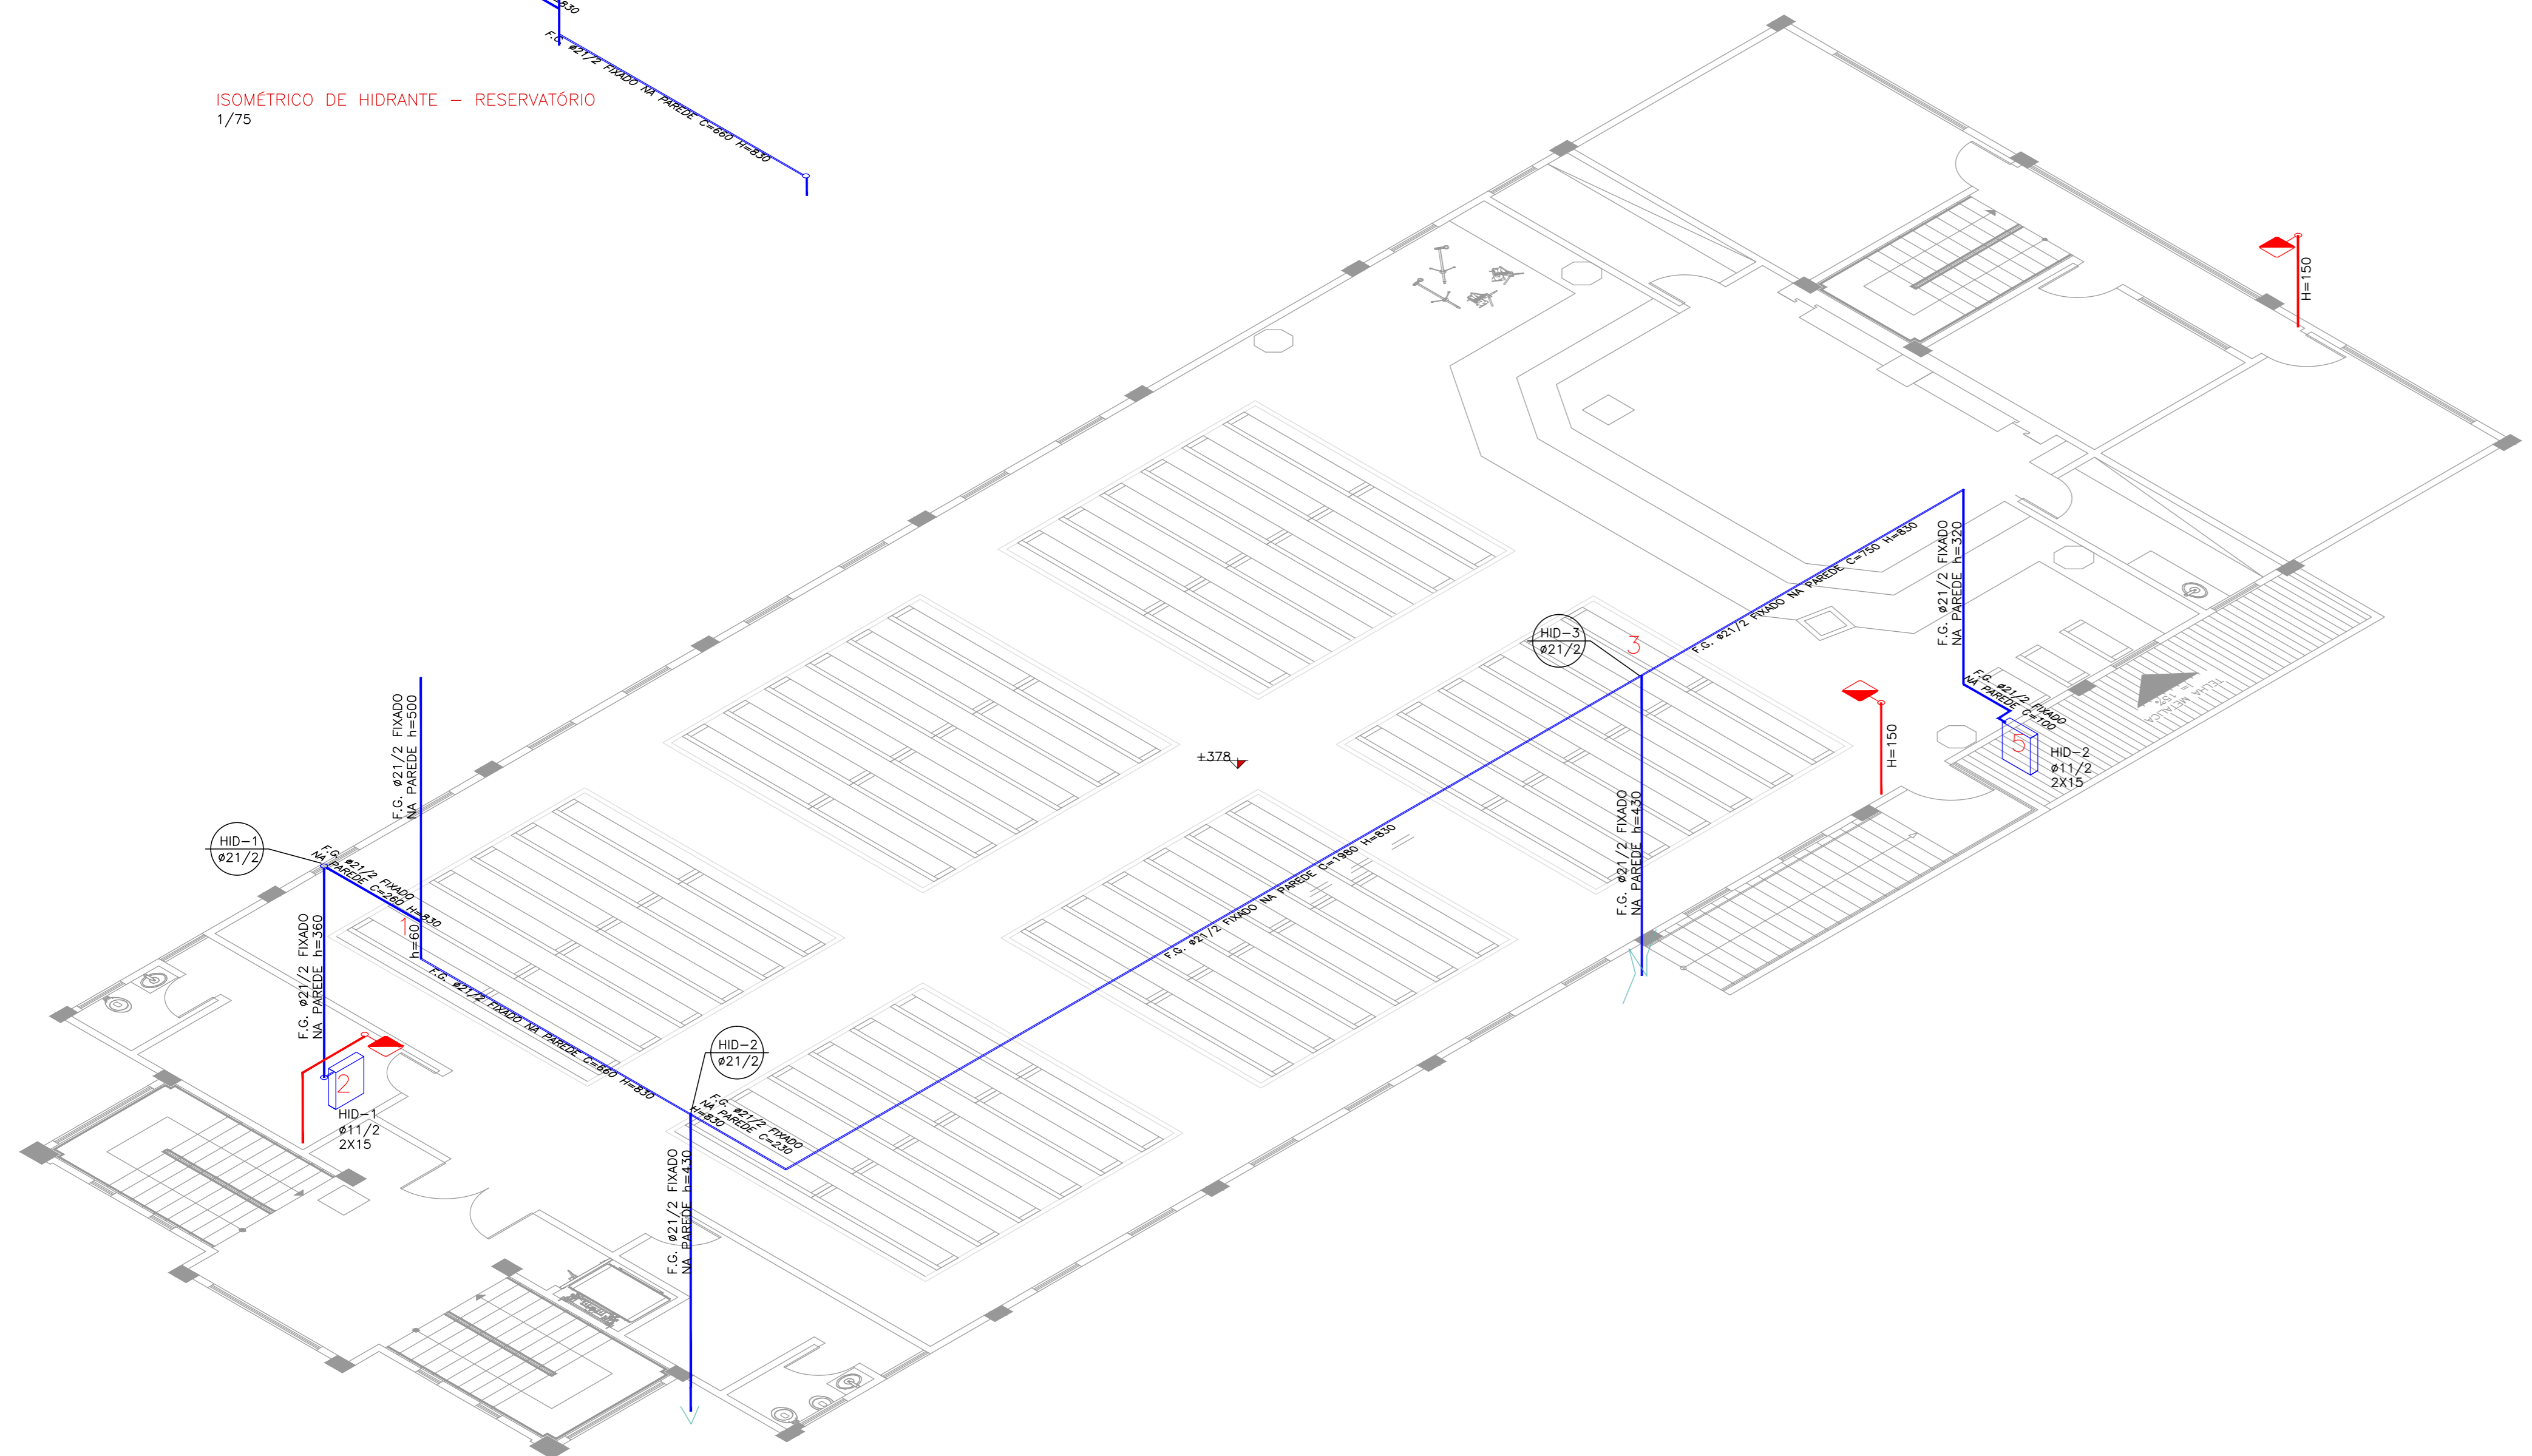 =830
F.G. ø21/2 FIXADO NA PAREDE C=660 H=830
ISOMÉTRICO DE HIDRANTE – RESERVATÓRIO
1/75
H=150
F.G. ø21/2 FIXADO NA PAREDE C=750 H=830
F.G. ø21/2 FIXADO
NA PAREDE h=320
HID-3
ø21/2
3
F.G. ø21/2 FIXADO
NA PAREDE C=100
TELHA METALICA
I= 15%
5
HID-2
ø11/2
2X15
H=150
F.G. ø21/2 FIXADO
NA PAREDE h=500
±378
F.G. ø21/2 FIXADO
NA PAREDE h=430
F.G. ø21/2 FIXADO NA PAREDE C=1980 H=830
HID-1
ø21/2
F.G. ø21/2 FIXADO
NA PAREDE C=260 H=830
1
h=60
F.G. ø21/2 FIXADO
NA PAREDE h=360
F.G. ø21/2 FIXADO NA PAREDE C=660 H=830
HID-2
ø21/2
2
HID-1
ø11/2
2X15
F.G. ø21/2 FIXADO
NA PAREDE C=230
H=830
F.G. ø21/2 FIXADO
NA PAREDE h=430